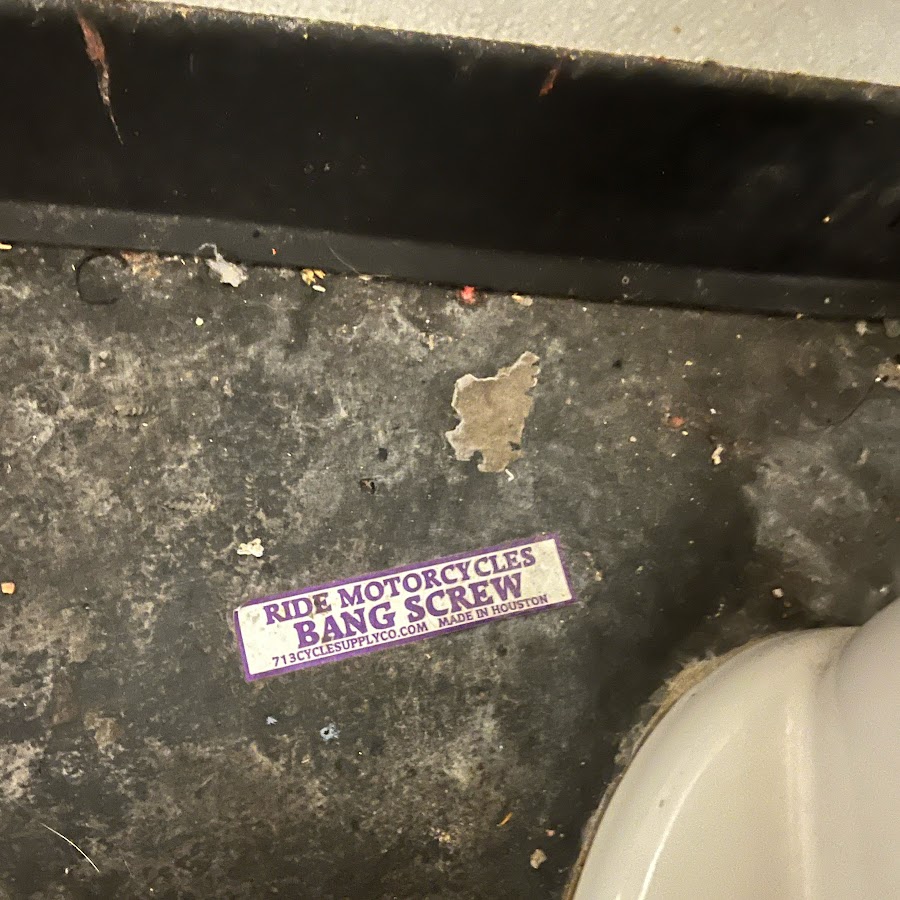 RIDE MOTORCYCLES
BANG SCREW
713CYCLESUPPLYCO.COM MADE IN HOUSTON